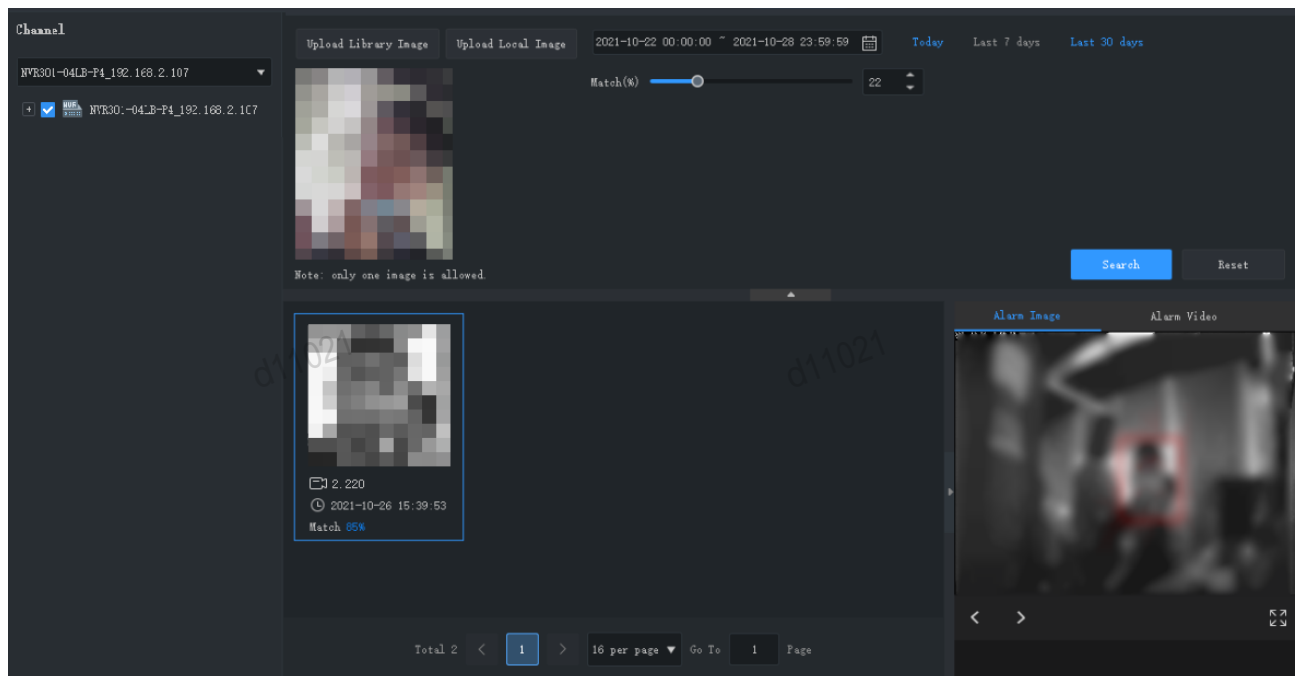 Channel
NVR301-04LB-P4_192.168.2.107
NVR301-04LB-P4_192.168.2.107
Upload Library Image
Upload Local Image
2021-10-22 00:00:00 ~ 2021-10-28 23:59:59
Today
Last 7 days
Last 30 days
Match(%)
22
Note: only one image is allowed.
Search
Reset
d11021
d11021
2.220
2021-10-26 15:39:53
Match 85%
Alarm Image
Alarm Video
Total 2
1
16 per page
Go To
1
Page